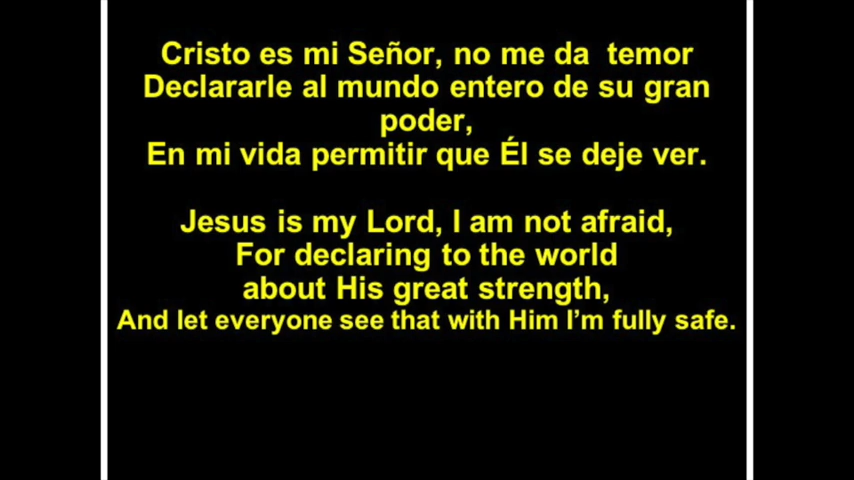 Cristo es mi Señor, no me da temor
Declararle al mundo entero de su gran
poder,
En mi vida permitir que Él se deje ver.
Jesus is my Lord, I am not afraid,
For declaring to the world
about His great strength,
And let everyone see that with Him I’m fully safe.